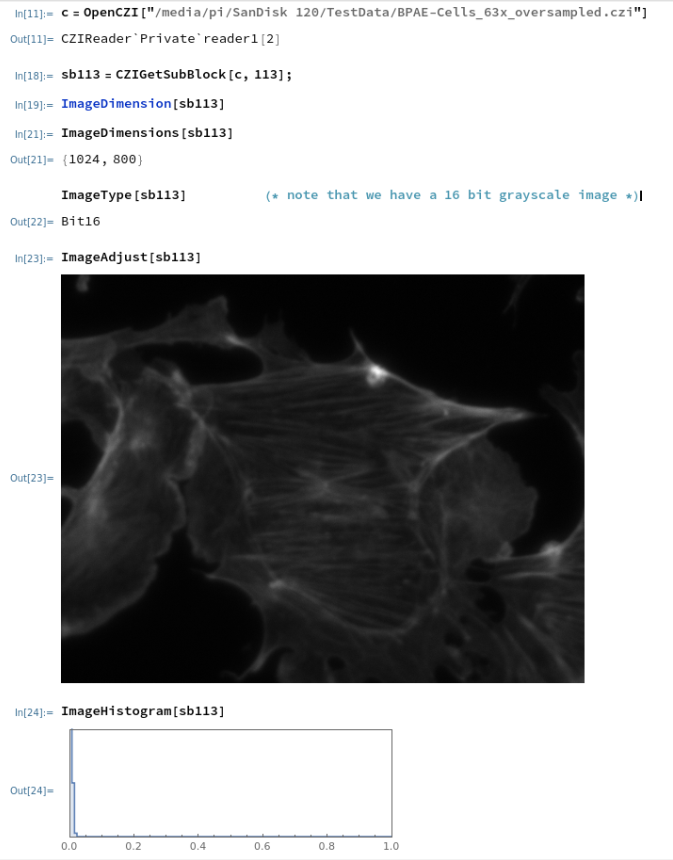 In[11]:= c = OpenCZI["/media/pi/SanDisk 120/TestData/BPAE-Cells_63x_oversampled.czi"]
Out[11]= CZIReader`Private`reader1[2]
In[18]:= sb113 = CZIGetSubBlock[c, 113];
In[19]:= ImageDimension[sb113]
In[21]:= ImageDimensions[sb113]
Out[21]= {1024, 800}
ImageType[sb113] (* note that we have a 16 bit grayscale image *)
Out[22]= Bit16
In[23]:= ImageAdjust[sb113]
Out[23]=
In[24]:= ImageHistogram[sb113]
Out[24]=
0.0 0.2 0.4 0.6 0.8 1.0